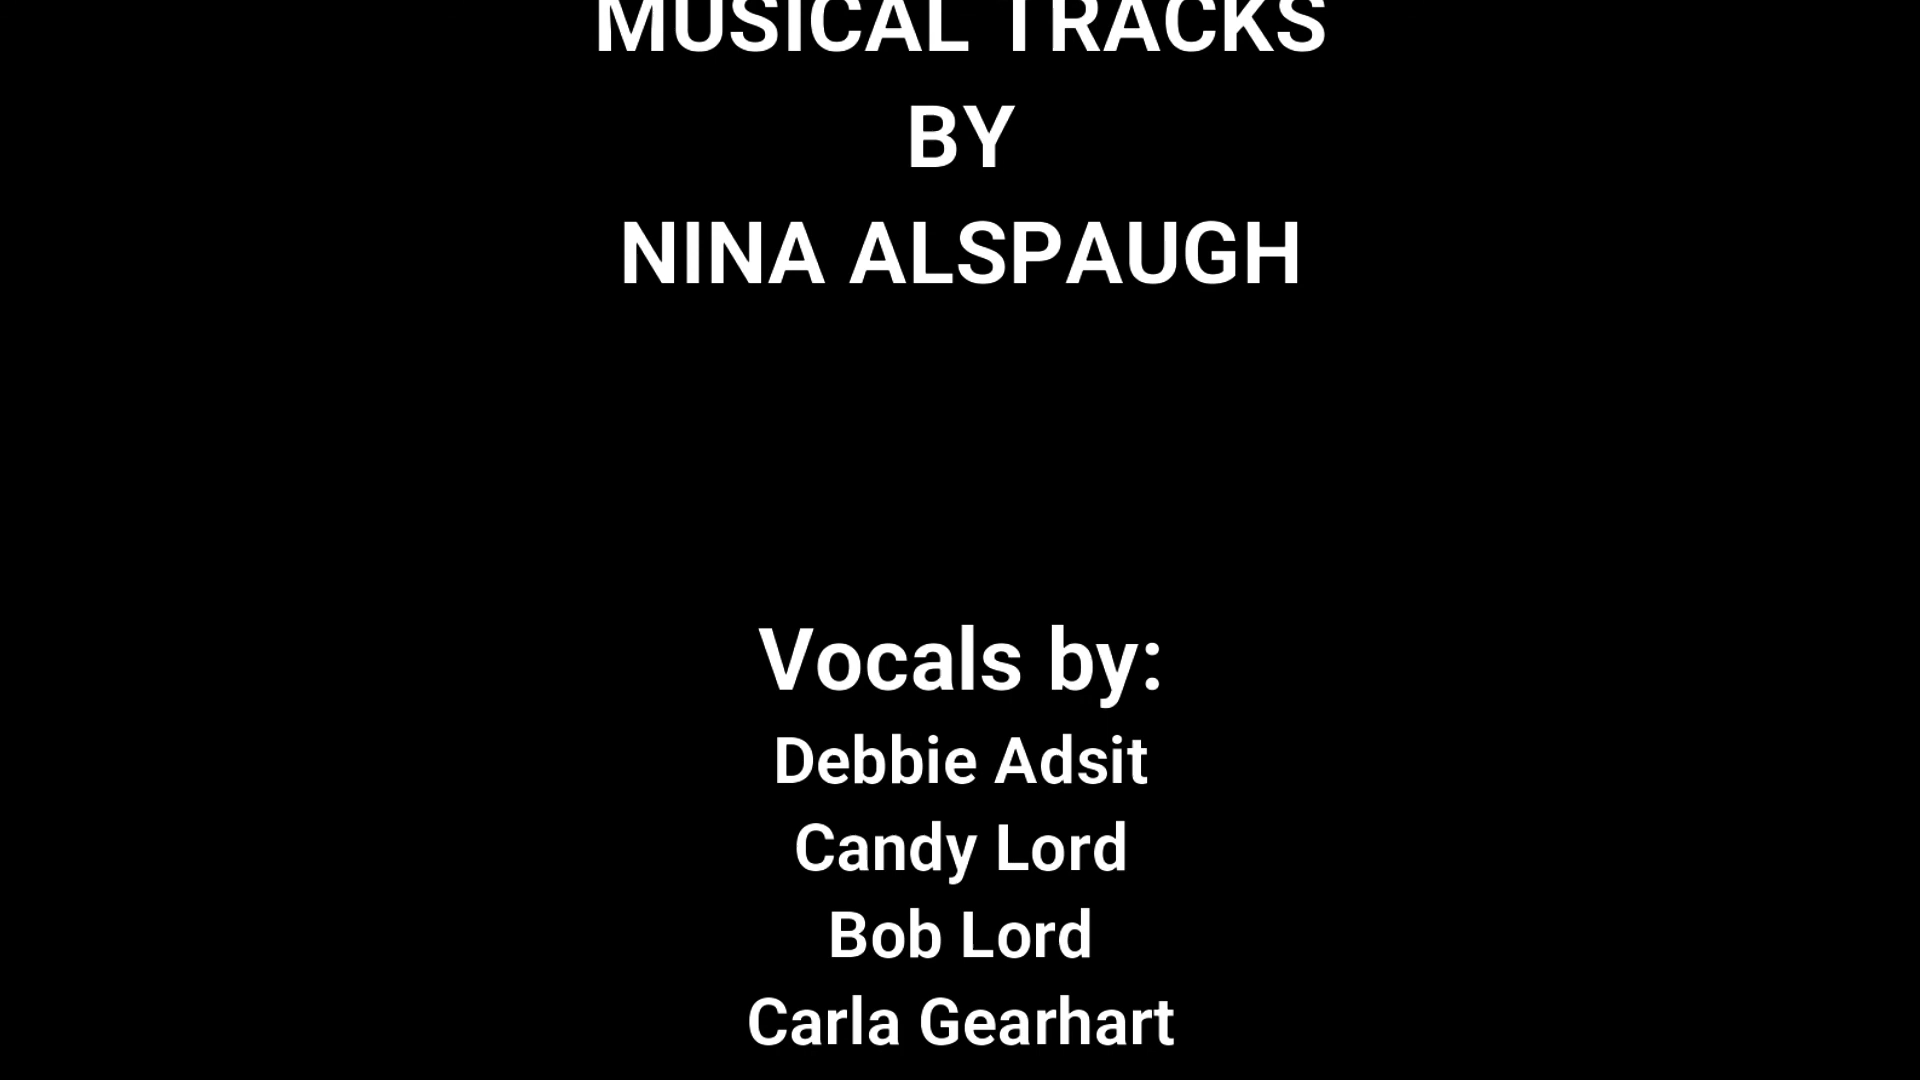 MUSICAL TRACKS
BY
NINA ALSPAUGH
Vocals by:
Debbie Adsit
Candy Lord
Bob Lord
Carla Gearhart